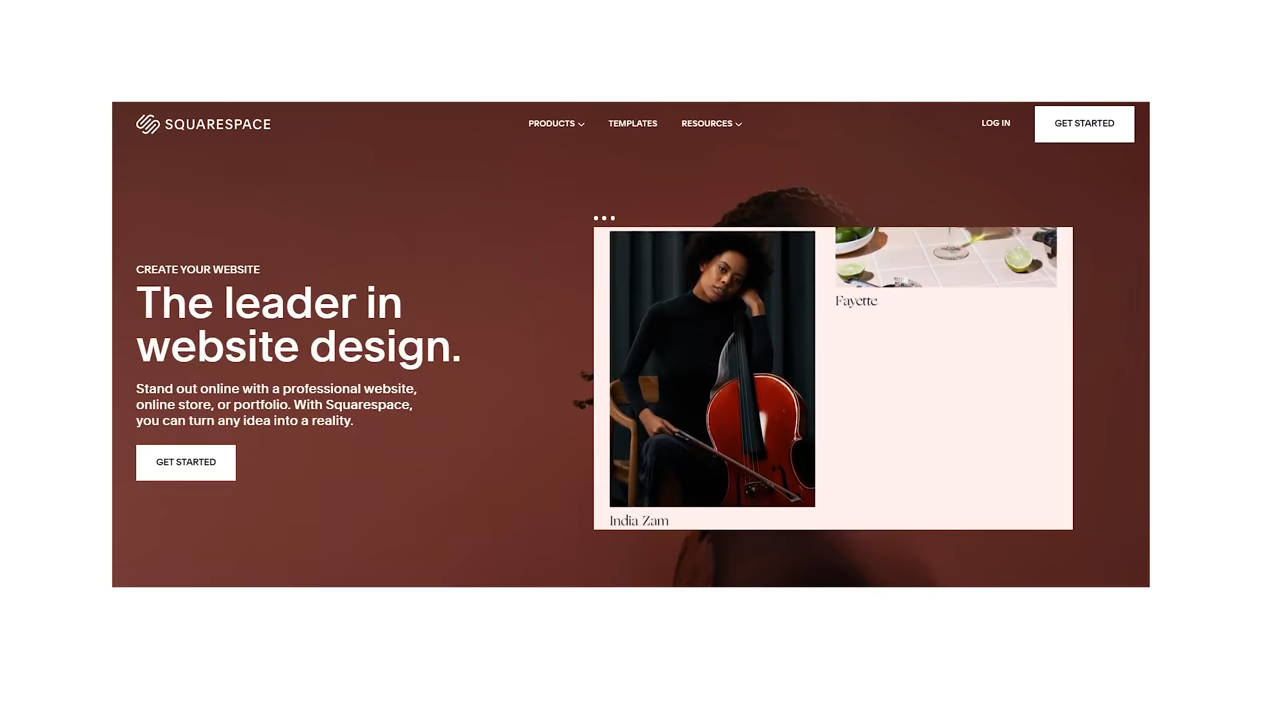 SQUARESPACE
PRODUCTS
TEMPLATES
RESOURCES
LOG IN
GET STARTED
CREATE YOUR WEBSITE
The leader in
website design.
Stand out online with a professional website,
online store, or portfolio. With Squarespace,
you can turn any idea into a reality.
GET STARTED
Fayette
India Zam